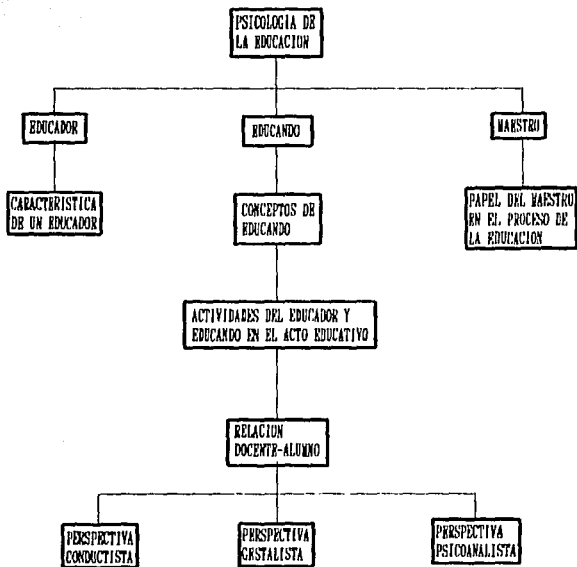 PSICOLOGIA DE
LA EDUCACION
EDUCADOR
EDUCANDO
MAESTRO
CARACTERISTICA
DE UN EDUCADOR
CONCEPTOS DE
EDUCANDO
PAPEL DEL MAESTRO
EN EL PROCESO DE
LA EDUCACION
ACTIVIDADES DEL EDUCADOR Y
EDUCANDO EN EL ACTO EDUCATIVO
RELACION
DOCENTE-ALUMNO
PERSPECTIVA
CONDUCTISTA
PERSPECTIVA
GESTALISTA
PERSPECTIVA
PSICOANALISTA